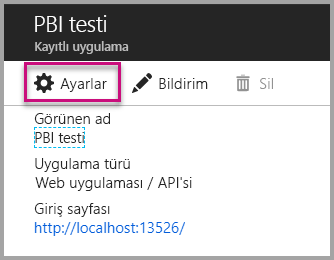 PBI testi
Kayıtlı uygulama
Ayarlar Bildirim Sil
Görünen ad
PBI testi
Uygulama türü
Web uygulaması / API'si
Giriş sayfası
http://localhost:13526/